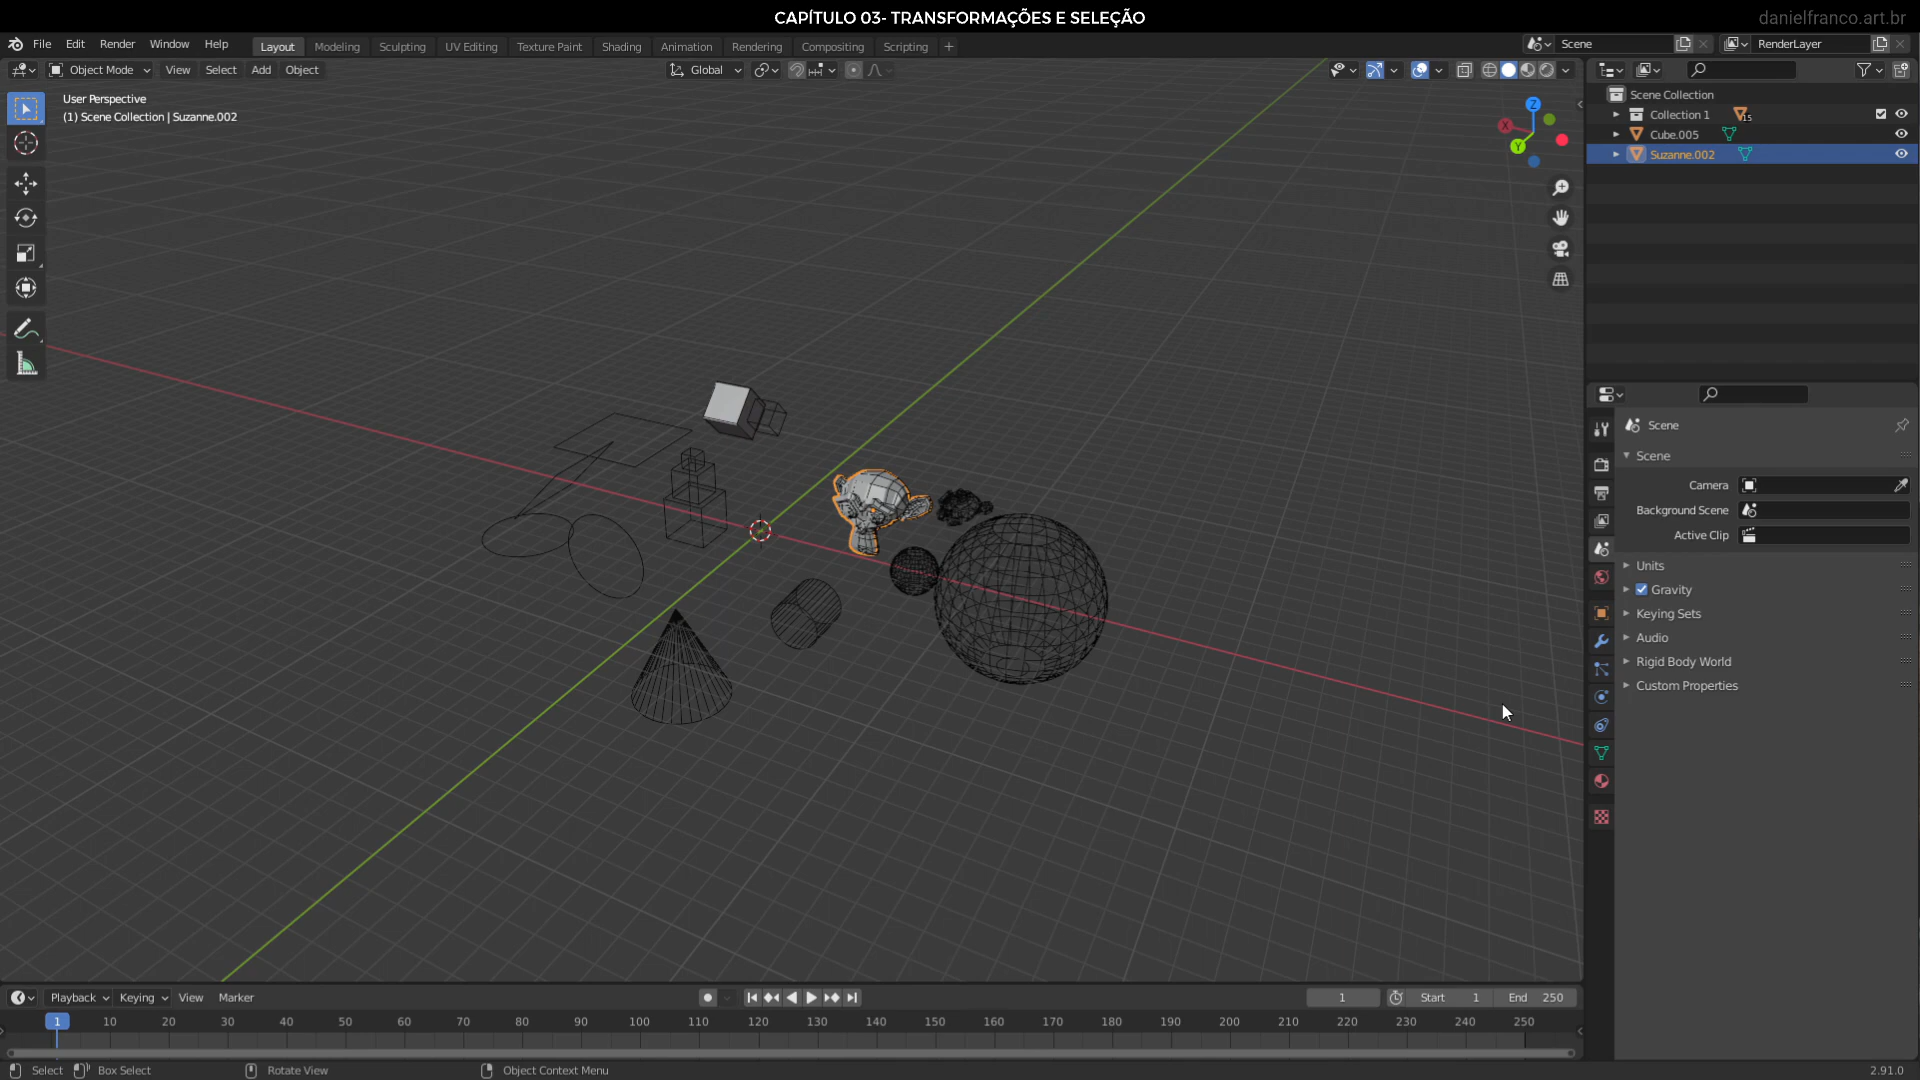 CAPÍTULO 03- TRANSFORMAÇÕES E SELEÇÃO
danielfranco.art.br
File Edit Render Window Help Layout Modeling Sculpting UV Editing Texture Paint Shading Animation Rendering Compositing Scripting + Scene RenderLayer
Object Mode View Select Add Object Global
User Perspective
(1) Scene Collection | Suzanne.002
Z
X
Y
Scene Collection
Collection 1 15
Cube.005
Suzanne.002
Scene
Scene
Camera
Background Scene
Active Clip
Units
Gravity
Keying Sets
Audio
Rigid Body World
Custom Properties
Playback Keying View Marker 1 Start 1 End 250
1 10 20 30 40 50 60 70 80 90 100 110 120 130 140 150 160 170 180 190 200 210 220 230 240 250
Select Box Select Rotate View Object Context Menu 2.91.0